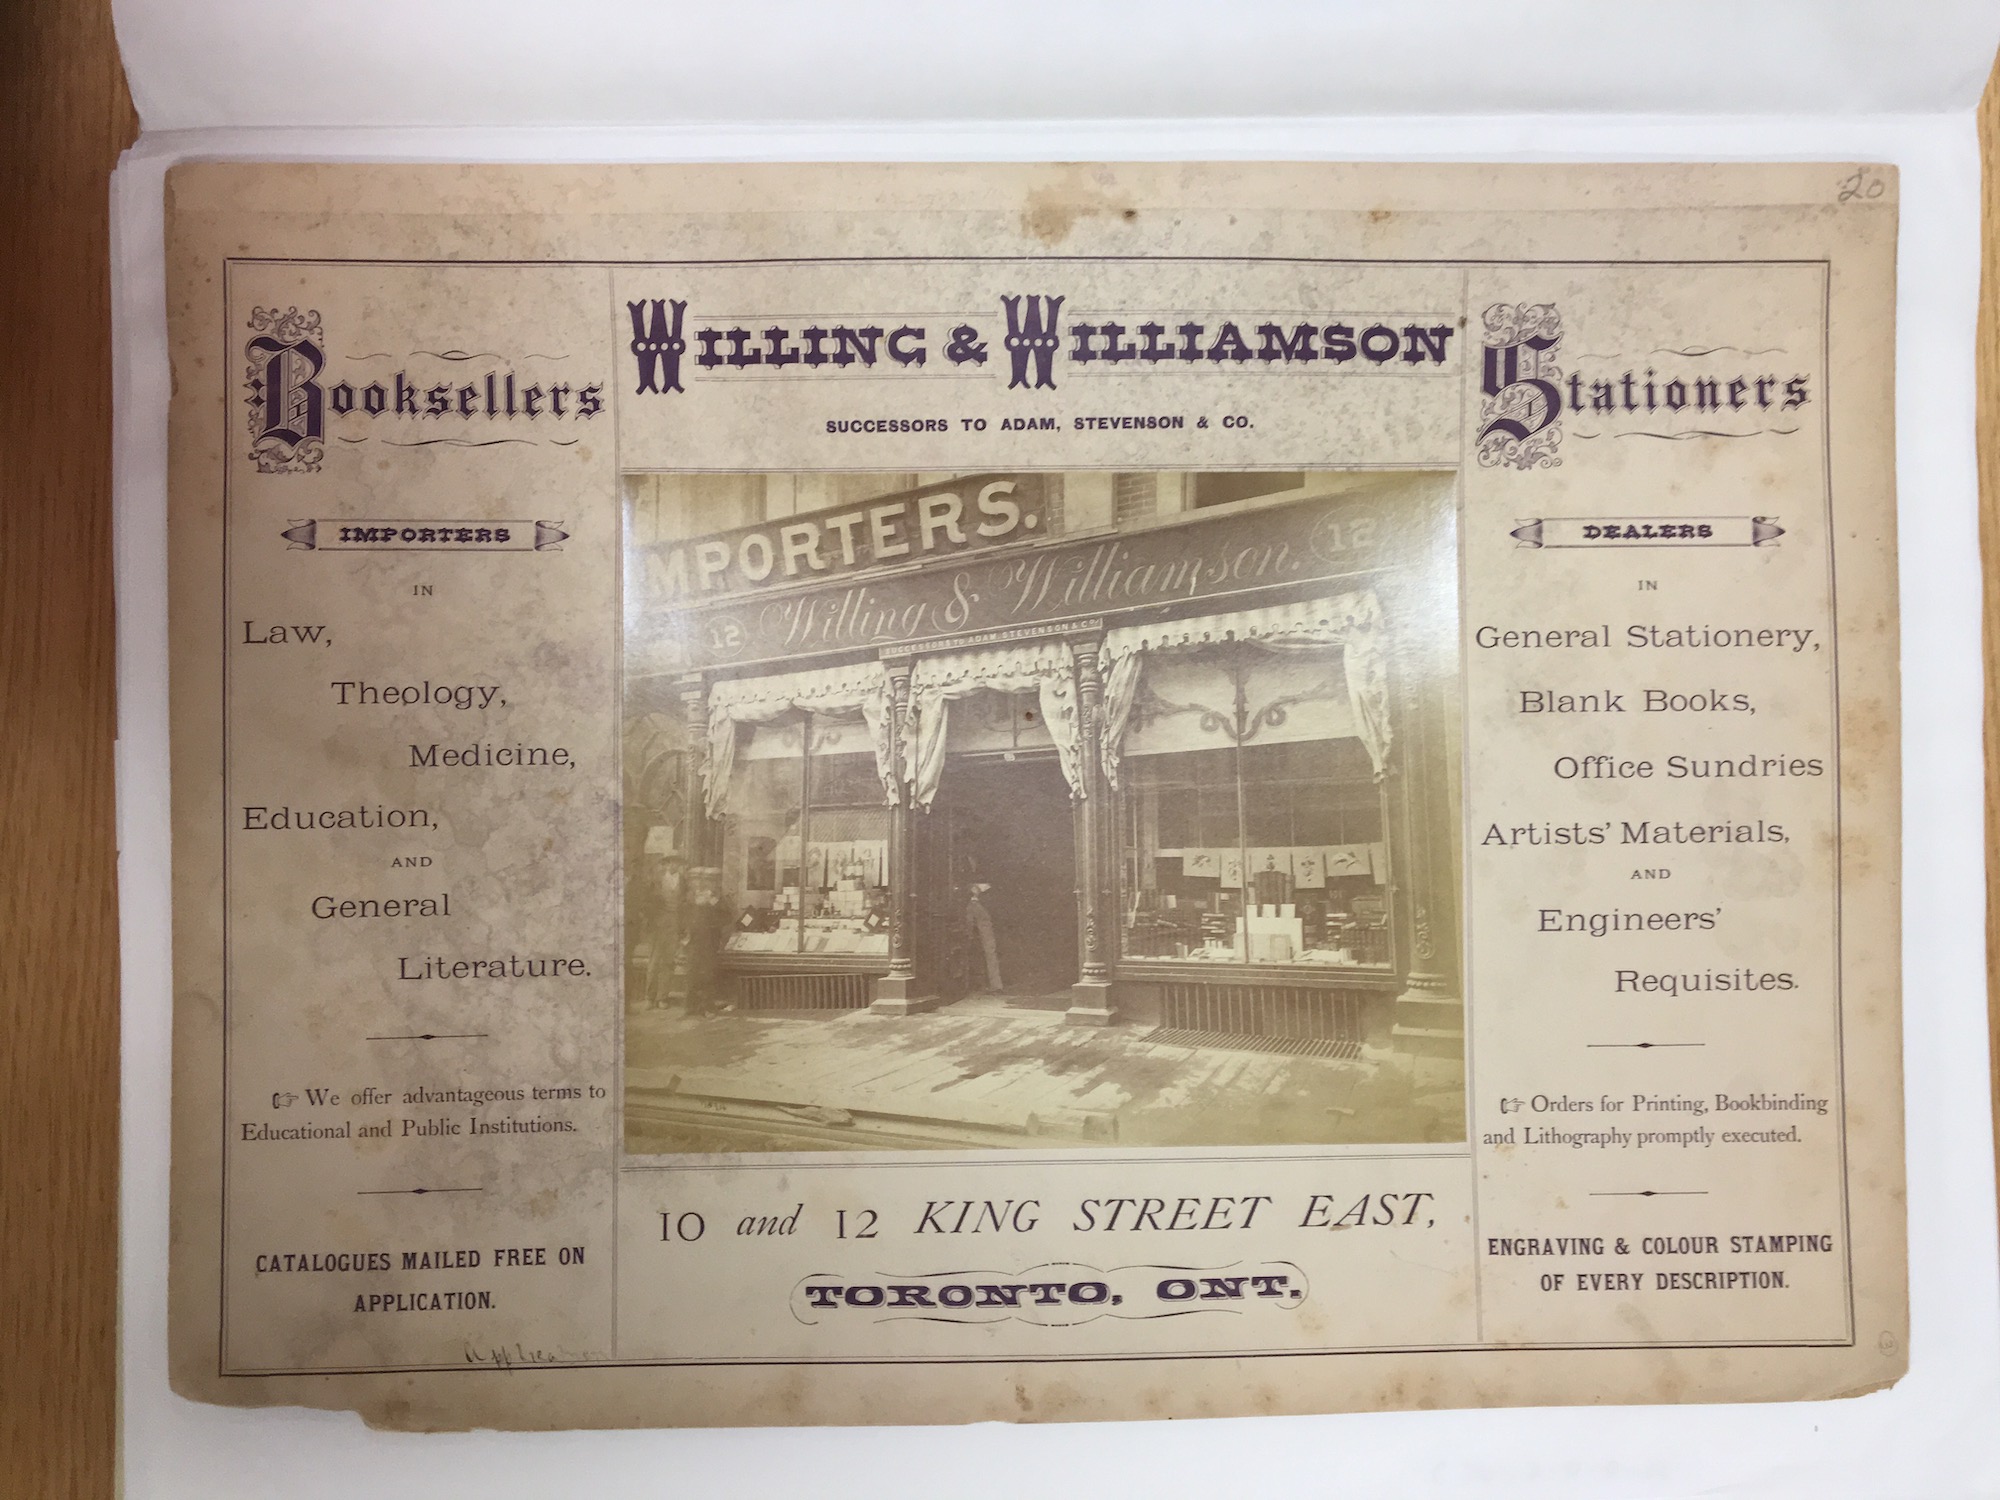 20
Booksellers
IMPORTERS
IN
Law,
Theology,
Medicine,
Education,
AND
General
Literature.
☞ We offer advantageous terms to
Educational and Public Institutions.
CATALOGUES MAILED FREE ON
APPLICATION.
Application
WILLING & WILLIAMSON
SUCCESSORS TO ADAM, STEVENSON & CO.
MPORTERS.
12 Willing & Williamson. 12
SUCCESSORS TO ADAM, STEVENSON & CO.
10 and 12 KING STREET EAST,
TORONTO, ONT.
Stationers
DEALERS
IN
General Stationery,
Blank Books,
Office Sundries
Artists' Materials,
AND
Engineers'
Requisites.
☞ Orders for Printing, Bookbinding
and Lithography promptly executed.
ENGRAVING & COLOUR STAMPING
OF EVERY DESCRIPTION.